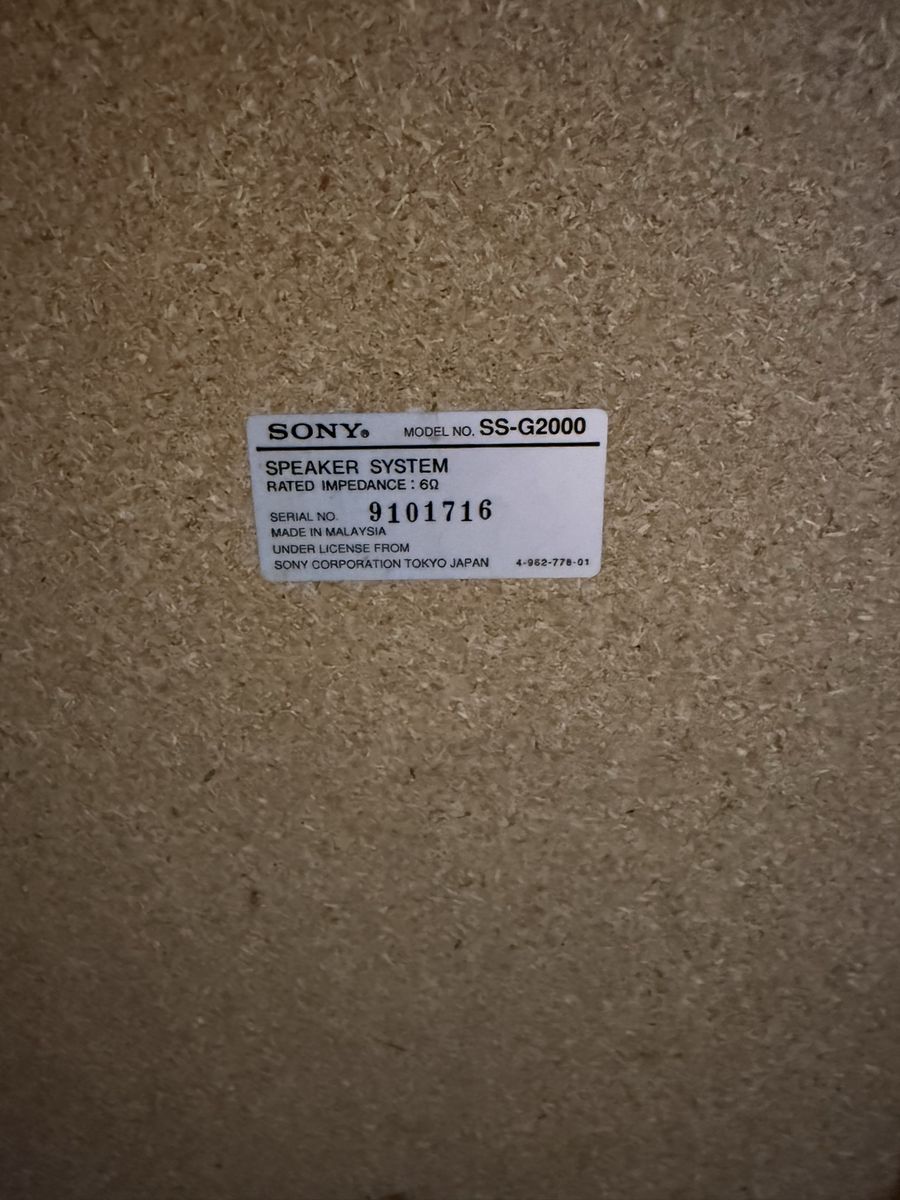 SONY® MODEL NO. SS-G2000
SPEAKER SYSTEM
RATED IMPEDANCE : 6Ω
SERIAL NO. 9101716
MADE IN MALAYSIA
UNDER LICENSE FROM
SONY CORPORATION TOKYO JAPAN 4-962-778-01